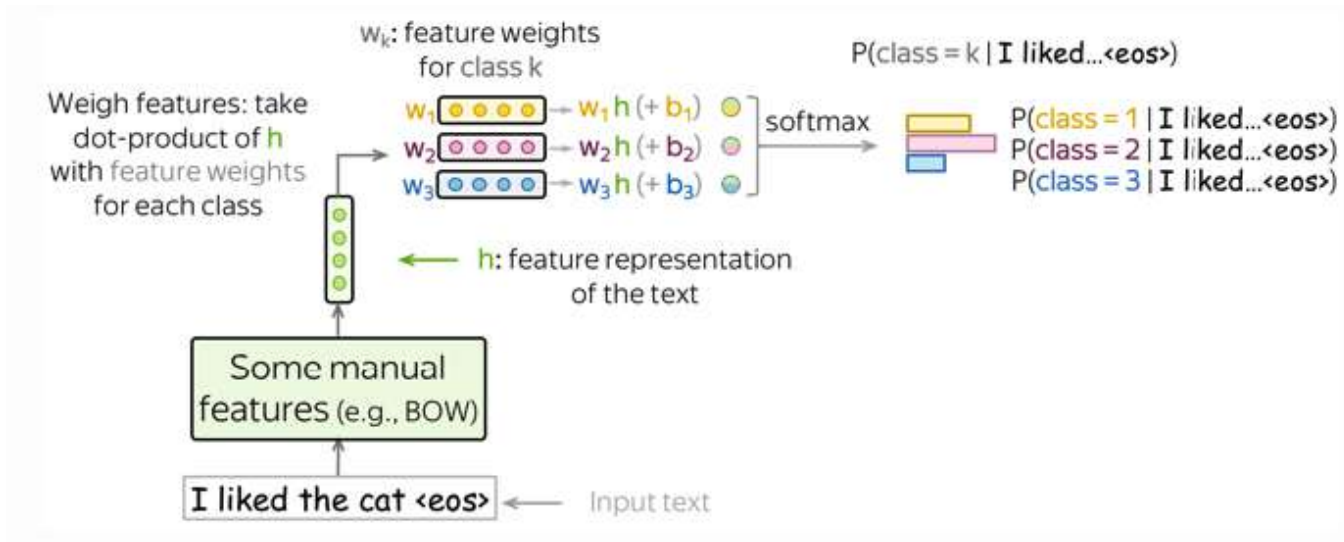 w_k: feature weights
for class k
P(class = k | I liked...<eos>)
Weigh features: take
dot-product of h
with feature weights
for each class
w₁ w₁ h (+ b₁)
w₂ w₂ h (+ b₂)
w₃ w₃ h (+ b₃)
softmax
P(class = 1 | I liked...<eos>)
P(class = 2 | I liked...<eos>)
P(class = 3 | I liked...<eos>)
h: feature representation
of the text
Some manual
features (e.g., BOW)
I liked the cat <eos>
Input text